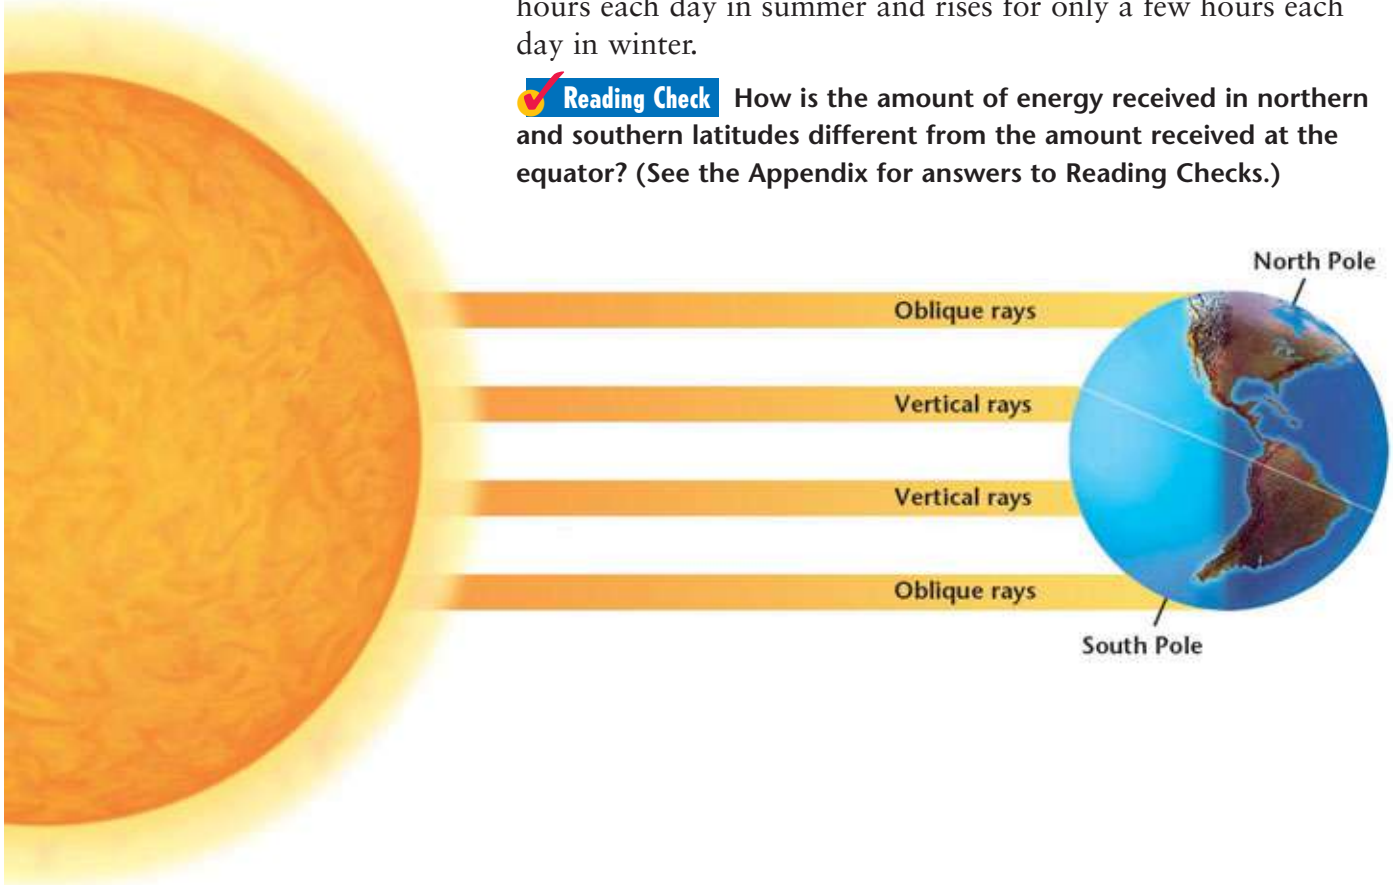 hours each day in summer and rises for only a few hours each
day in winter.
Reading Check How is the amount of energy received in northern
and southern latitudes different from the amount received at the
equator? (See the Appendix for answers to Reading Checks.)
North Pole
Oblique rays
Vertical rays
Vertical rays
Oblique rays
South Pole